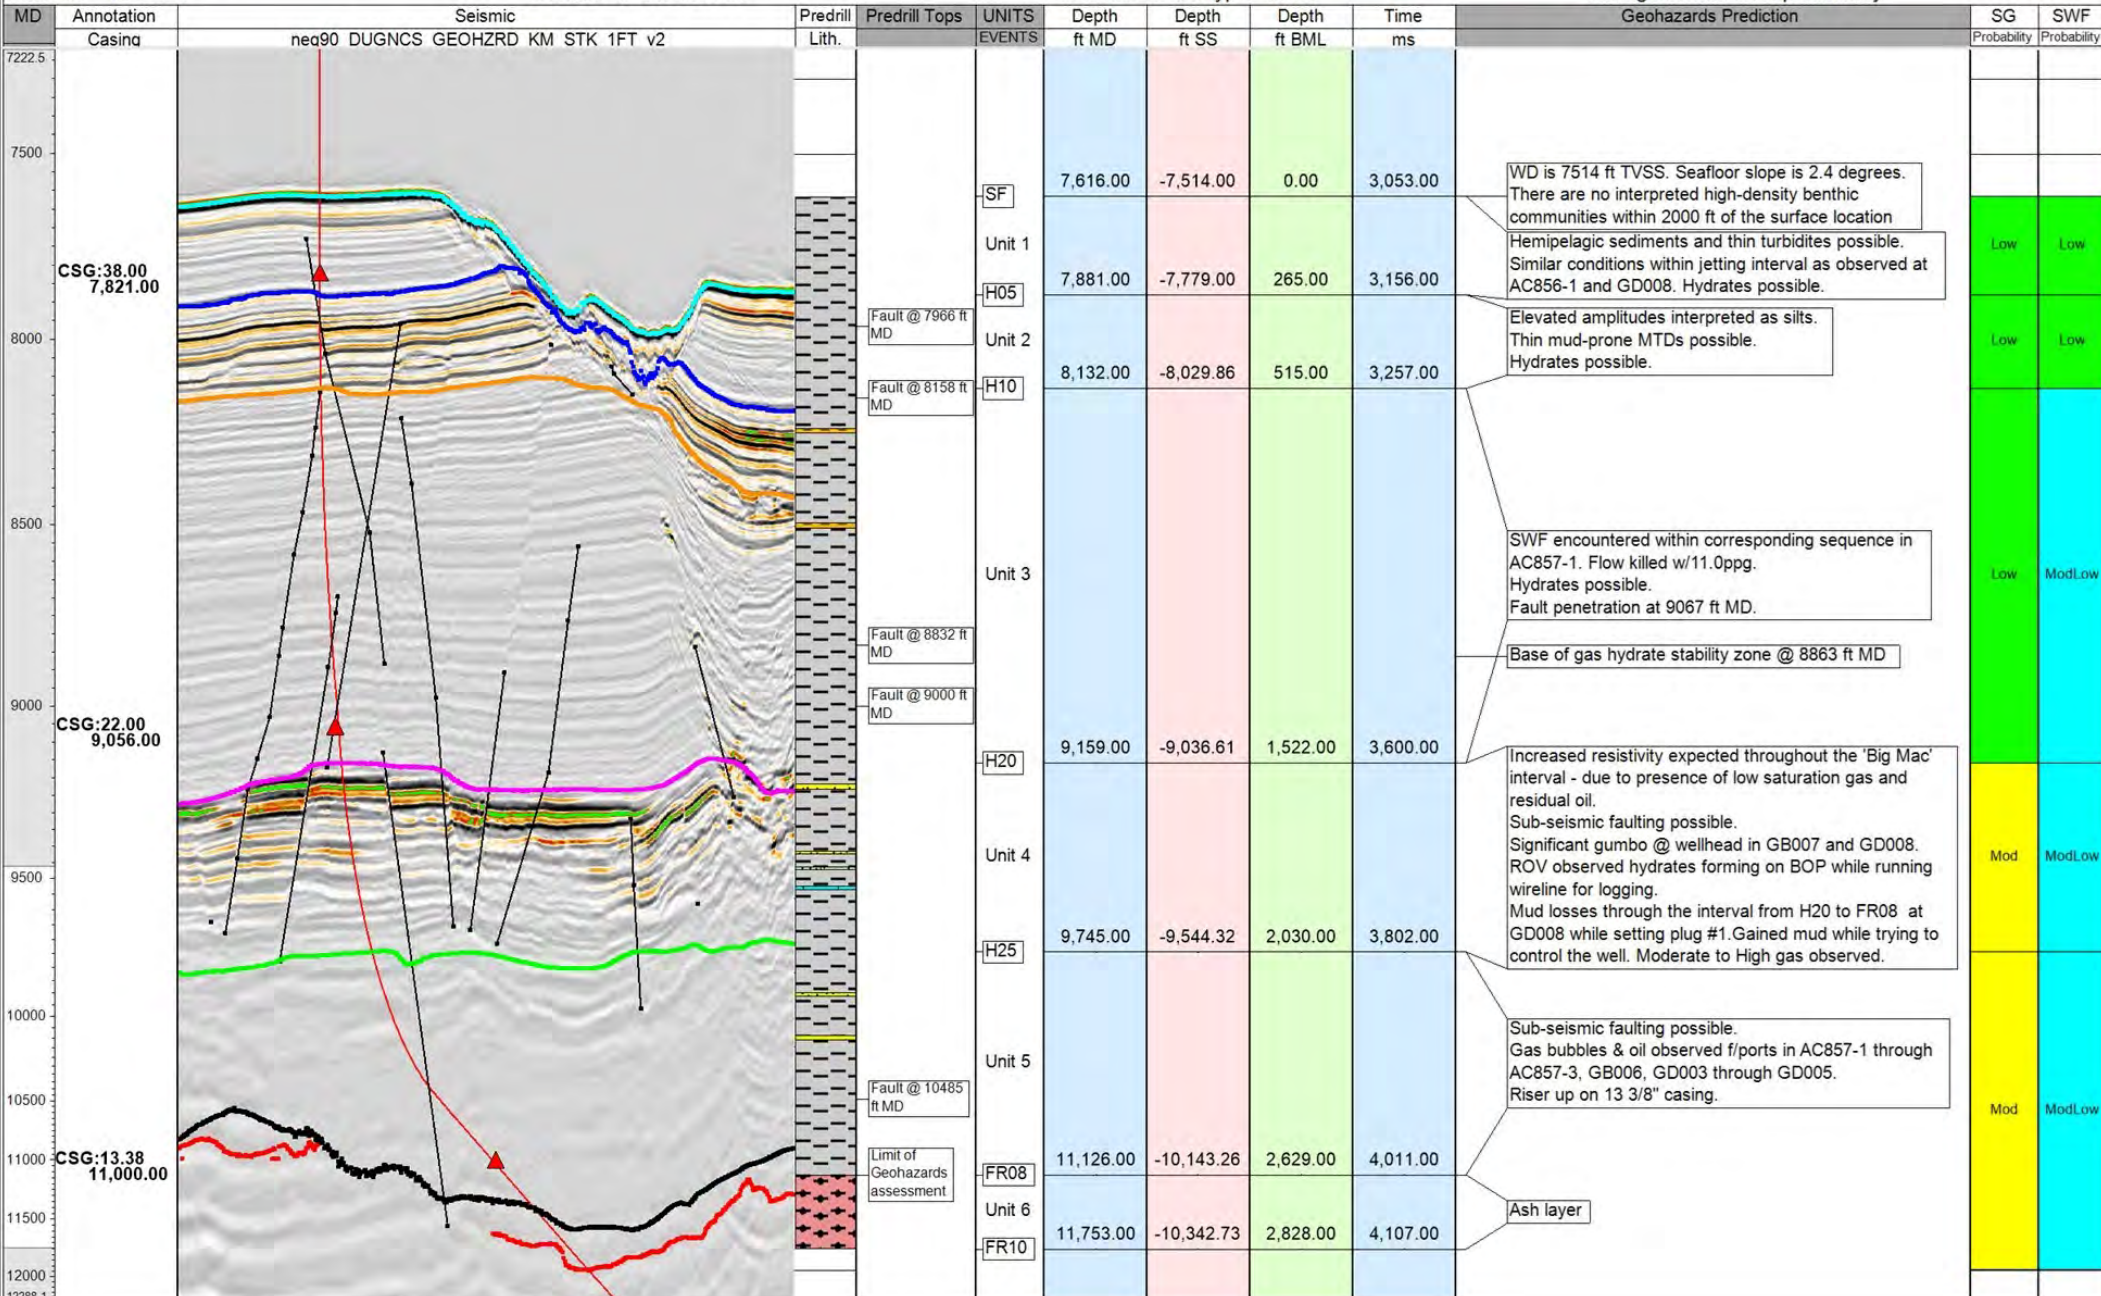 MD
Annotation
Seismic
Predrill
Predrill Tops
UNITS
Depth
Depth
Depth
Time
Geohazards Prediction
SG
SWF
Casing
neq90 DUGNCS GEOHZRD KM STK 1FT v2
Lith.
EVENTS
ft MD
ft SS
ft BML
ms
Probability
Probability
7222.5
7500
8000
8500
9000
9500
10000
10500
11000
11500
12000
CSG:38.00
7,821.00
CSG:22.00
9,056.00
CSG:13.38
11,000.00
Fault @ 7966 ft
MD
Fault @ 8158 ft
MD
Fault @ 8832 ft
MD
Fault @ 9000 ft
MD
Fault @ 10485
ft MD
Limit of
Geohazards
assessment
SF
Unit 1
H05
Unit 2
H10
Unit 3
H20
Unit 4
H25
Unit 5
FR08
Unit 6
FR10
7,616.00 -7,514.00 0.00 3,053.00
7,881.00 -7,779.00 265.00 3,156.00
8,132.00 -8,029.86 515.00 3,257.00
9,159.00 -9,036.61 1,522.00 3,600.00
9,745.00 -9,544.32 2,030.00 3,802.00
11,126.00 -10,143.26 2,629.00 4,011.00
11,753.00 -10,342.73 2,828.00 4,107.00
WD is 7514 ft TVSS. Seafloor slope is 2.4 degrees.
There are no interpreted high-density benthic
communities within 2000 ft of the surface location
Hemipelagic sediments and thin turbidites possible.
Similar conditions within jetting interval as observed at
AC856-1 and GD008. Hydrates possible.
Elevated amplitudes interpreted as silts.
Thin mud-prone MTDs possible.
Hydrates possible.
SWF encountered within corresponding sequence in
AC857-1. Flow killed w/11.0ppg.
Hydrates possible.
Fault penetration at 9067 ft MD.
Base of gas hydrate stability zone @ 8863 ft MD
Increased resistivity expected throughout the 'Big Mac'
interval - due to presence of low saturation gas and
residual oil.
Sub-seismic faulting possible.
Significant gumbo @ wellhead in GB007 and GD008.
ROV observed hydrates forming on BOP while running
wireline for logging.
Mud losses through the interval from H20 to FR08 at
GD008 while setting plug #1.Gained mud while trying to
control the well. Moderate to High gas observed.
Sub-seismic faulting possible.
Gas bubbles & oil observed f/ports in AC857-1 through
AC857-3, GB006, GD003 through GD005.
Riser up on 13 3/8" casing.
Ash layer
Low
Low
Low
Low
Low
ModLow
Mod
ModLow
Mod
ModLow